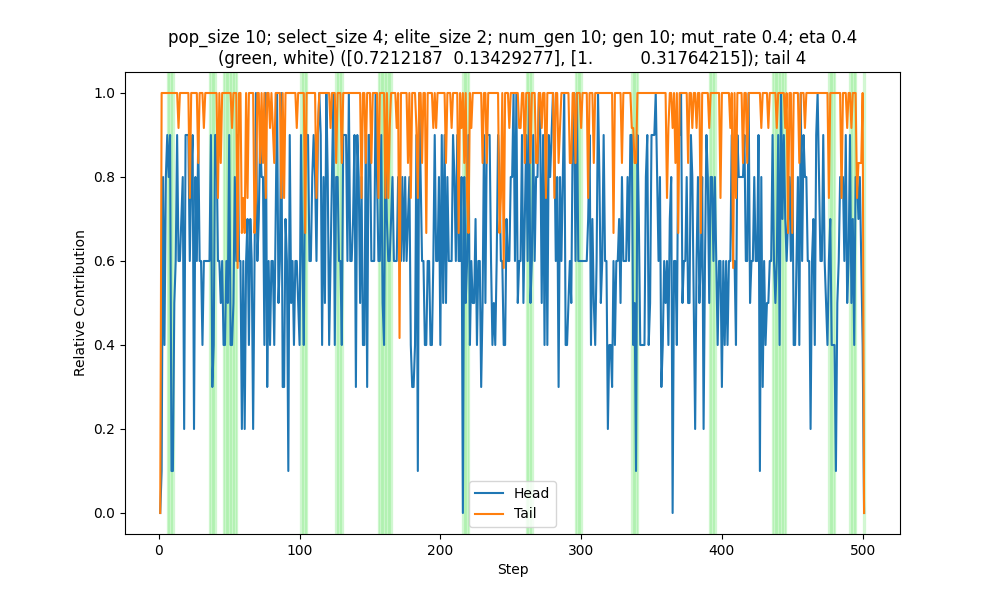 pop_size 10; select_size 4; elite_size 2; num_gen 10; gen 10; mut_rate 0.4; eta 0.4
(green, white) ([0.7212187  0.13429277], [1.         0.31764215]); tail 4
Relative Contribution
1.0
0.8
0.6
0.4
0.2
0.0
Head
Tail
0 100 200 300 400 500
Step